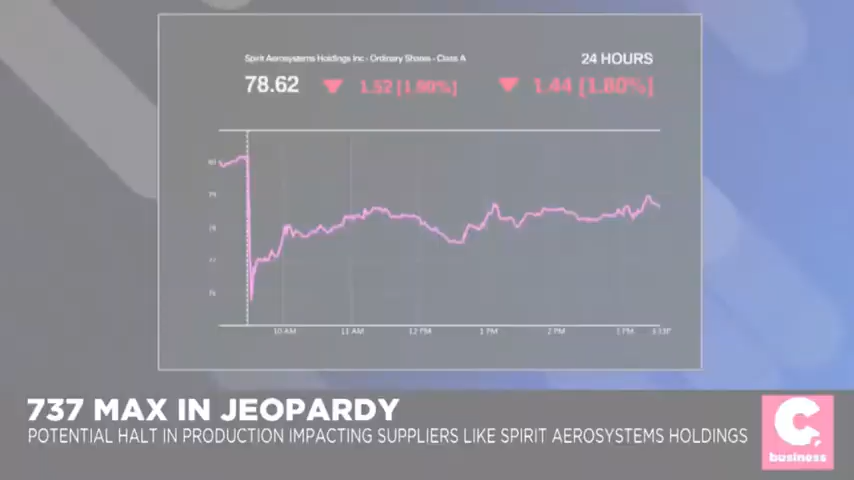 Spirit Aerosystems Holdings Inc - Ordinary Shares - Class A
24 HOURS
78.62 ▼ 1.52 [1.90%] ▼ 1.44 [1.80%]
80
79
78
77
76
10 AM 11 AM 12 PM 1 PM 2 PM
737 MAX IN JEOPARDY
POTENTIAL HALT IN PRODUCTION IMPACTING SUPPLIERS LIKE SPIRIT AEROSYSTEMS HOLDINGS
C
business